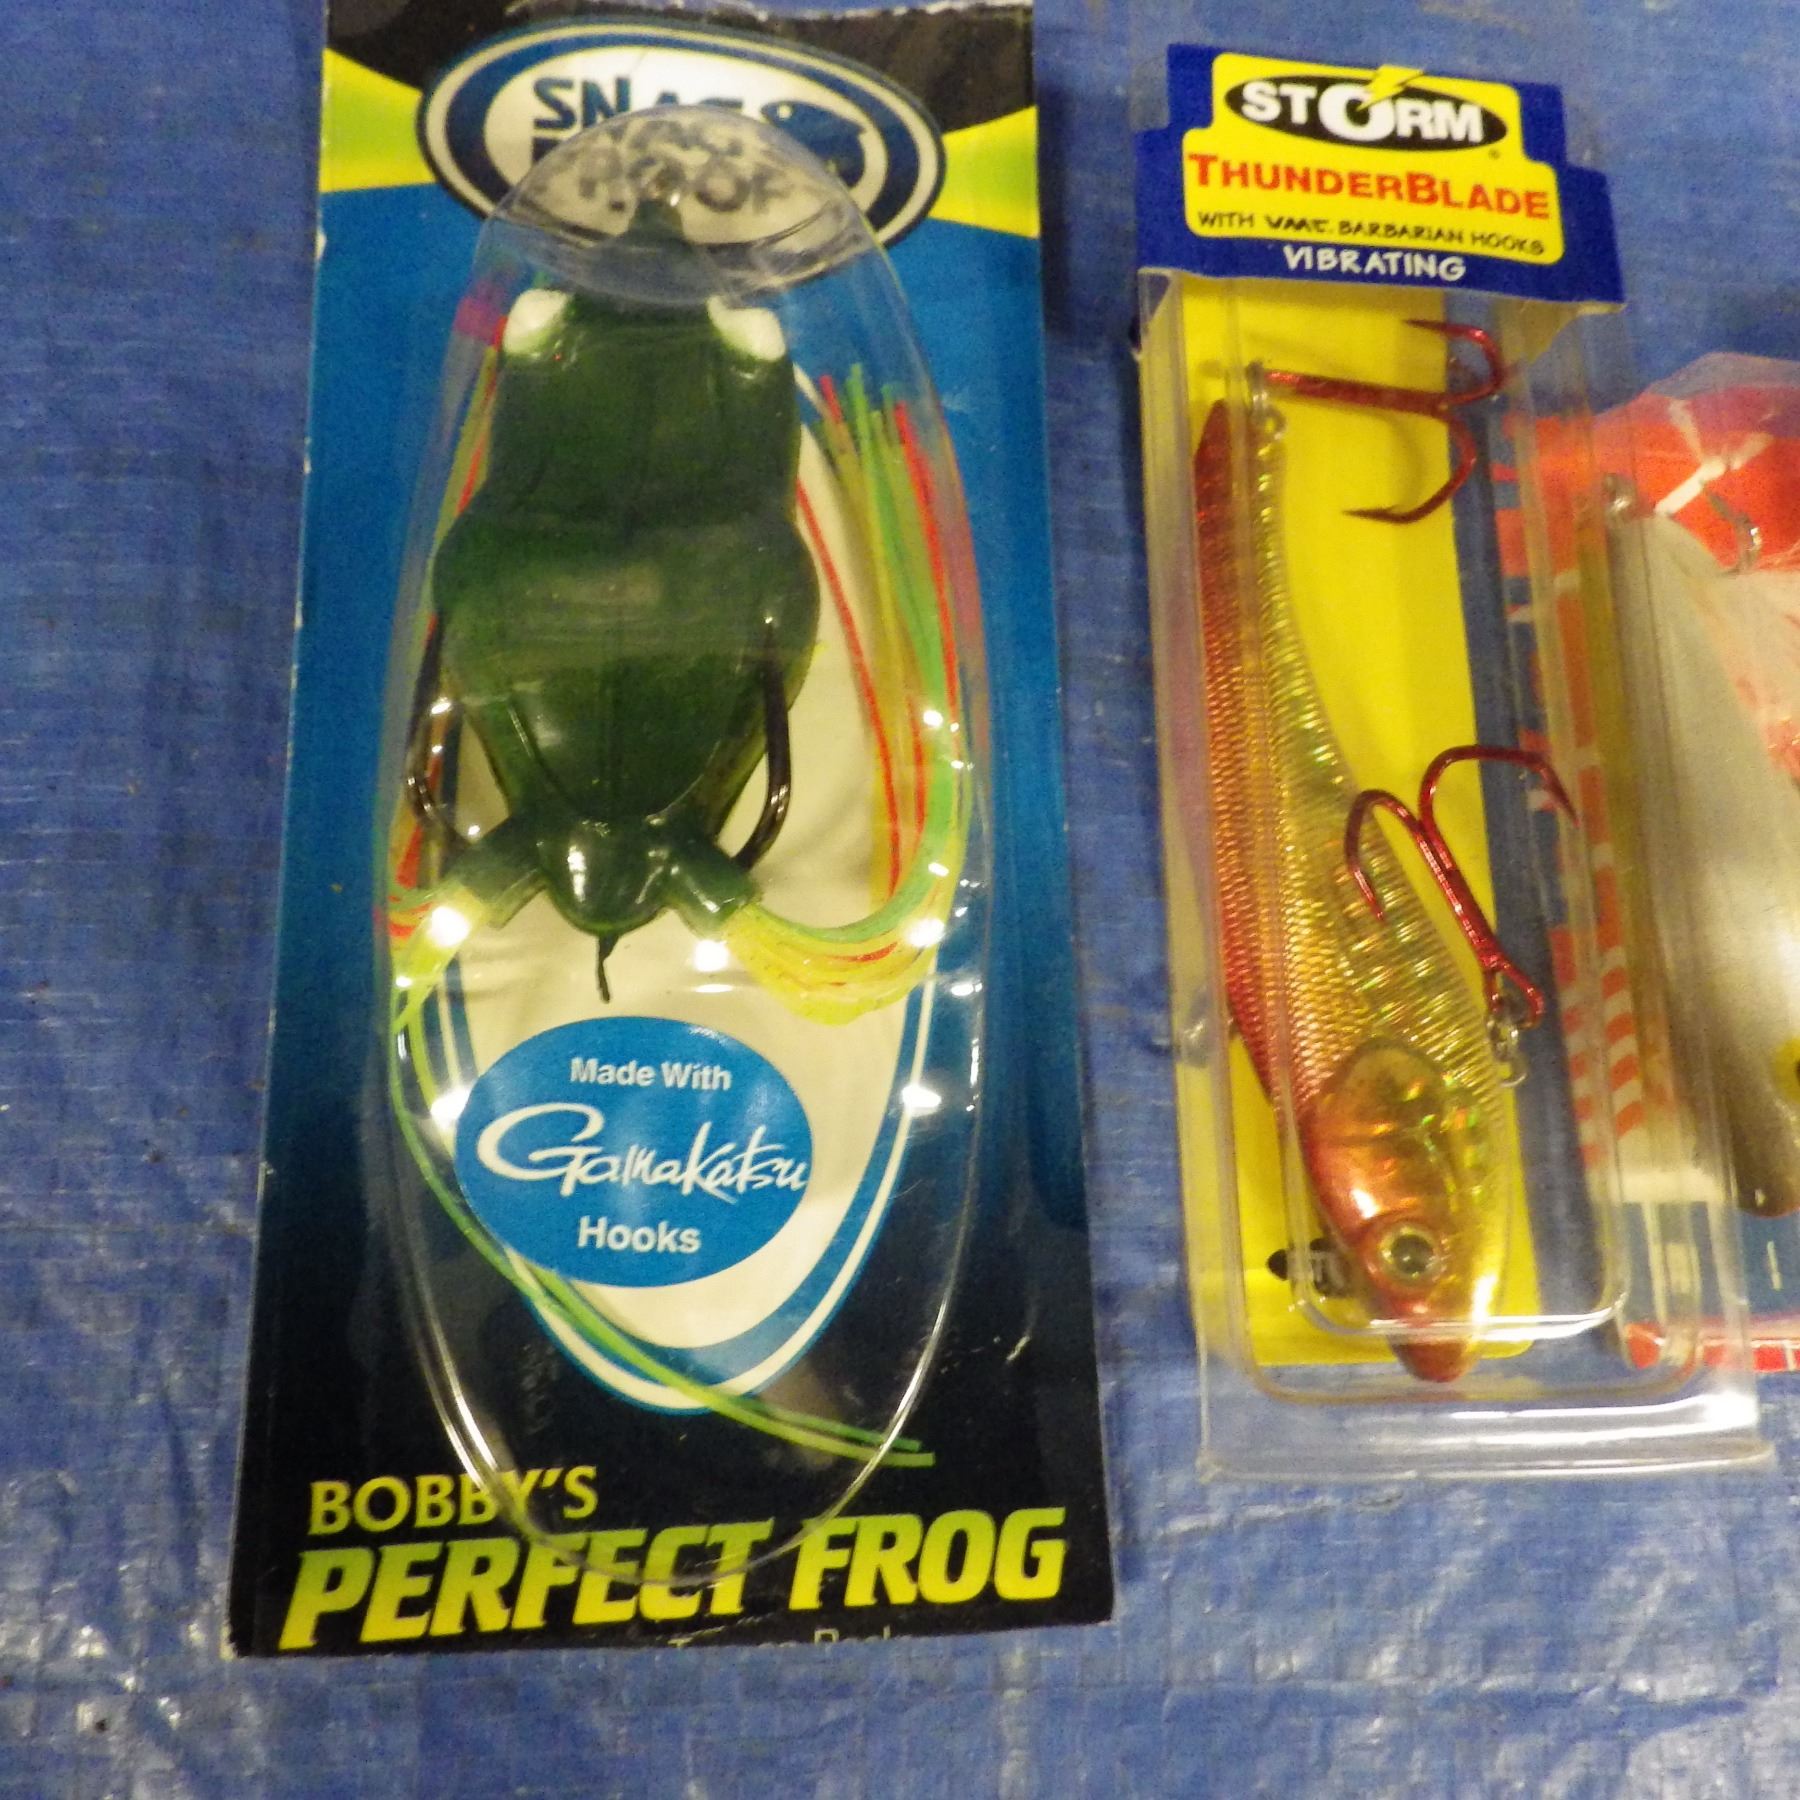 SNAG
PROOF
Made With
Gamakatsu
Hooks
BOBBY'S
PERFECT FROG
STORM
THUNDERBLADE
WITH VMC. BARBARIAN HOOKS
VIBRATING